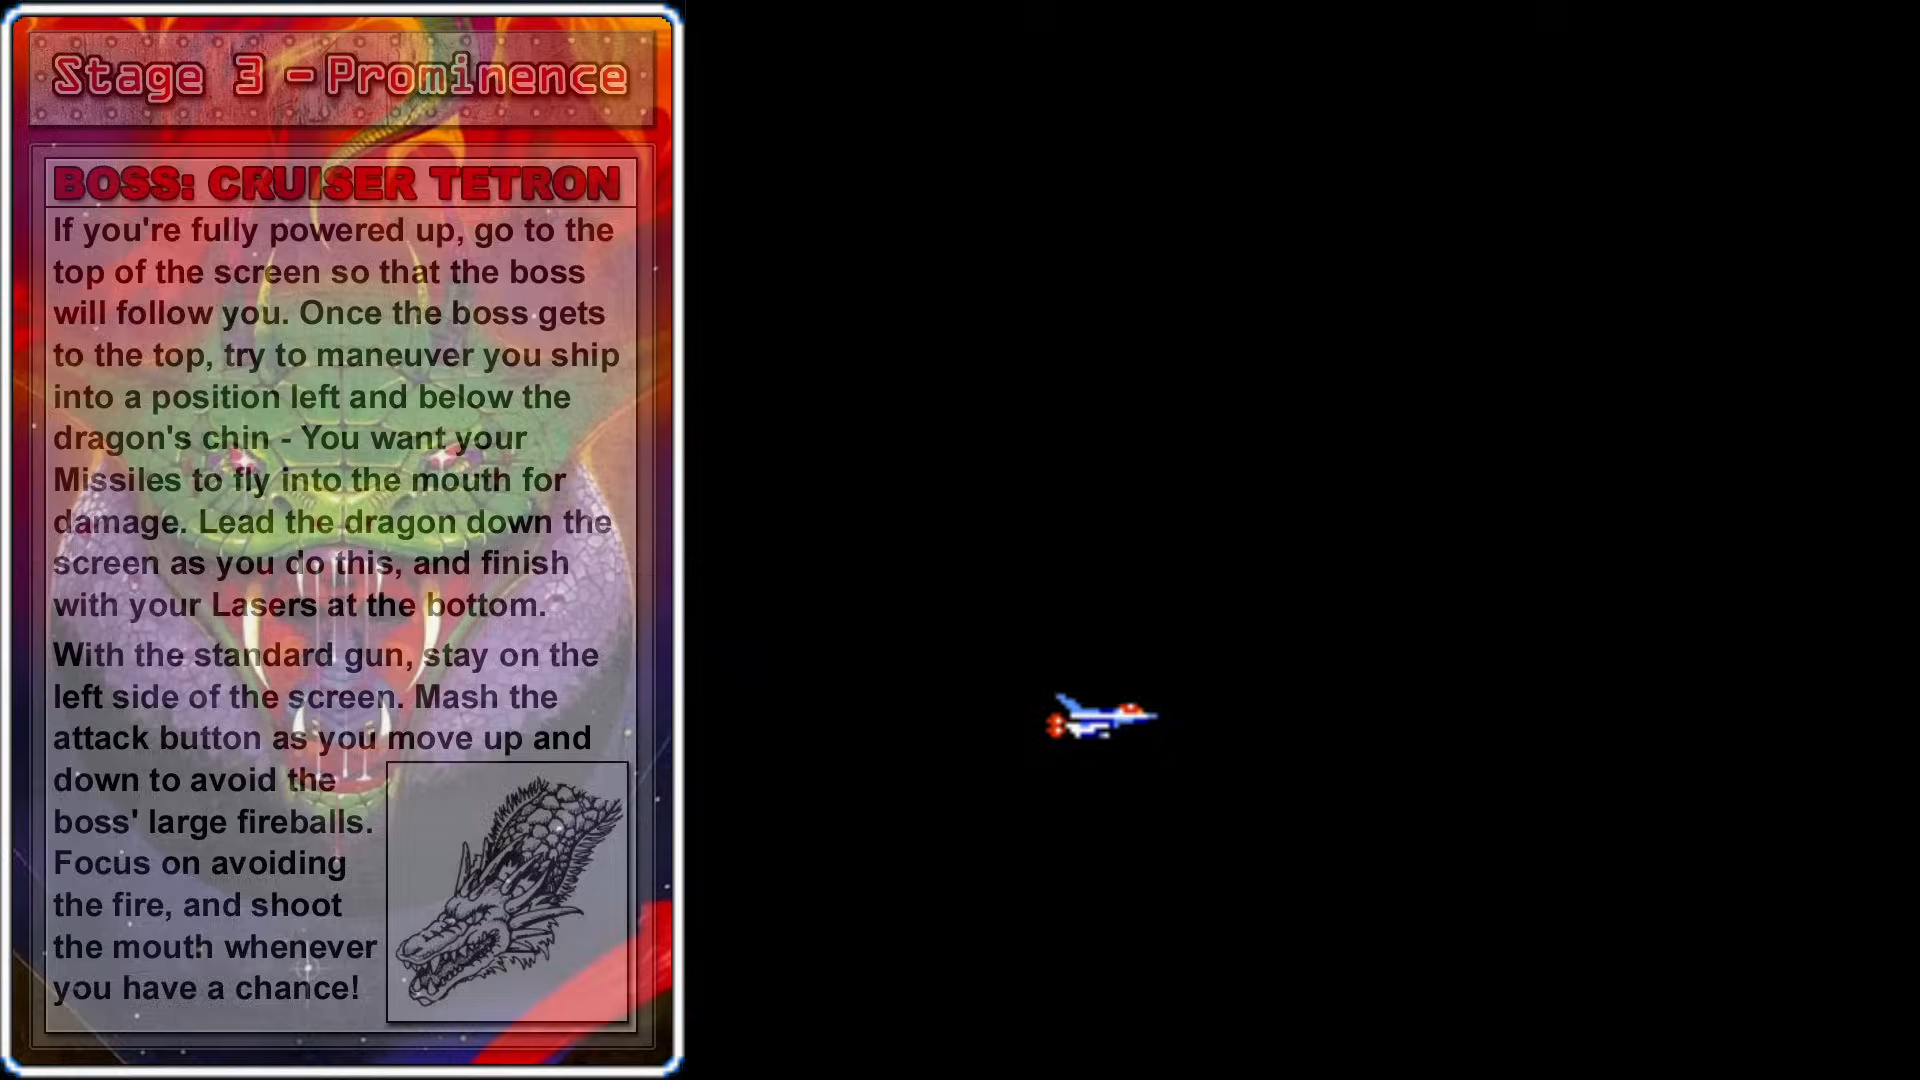 Stage 3 - Prominence
BOSS: CRUISER TETRON
If you're fully powered up, go to the
top of the screen so that the boss
will follow you. Once the boss gets
to the top, try to maneuver you ship
into a position left and below the
dragon's chin - You want your
Missiles to fly into the mouth for
damage. Lead the dragon down the
screen as you do this, and finish
with your Lasers at the bottom.
With the standard gun, stay on the
left side of the screen. Mash the
attack button as you move up and
down to avoid the
boss' large fireballs.
Focus on avoiding
the fire, and shoot
the mouth whenever
you have a chance!